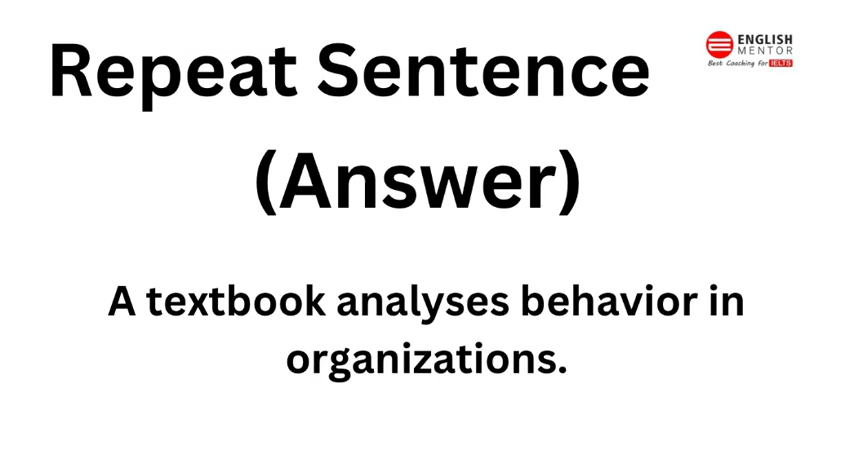 Repeat Sentence
ENGLISH
MENTOR
Best Coaching For IELTS
(Answer)
A textbook analyses behavior in
organizations.